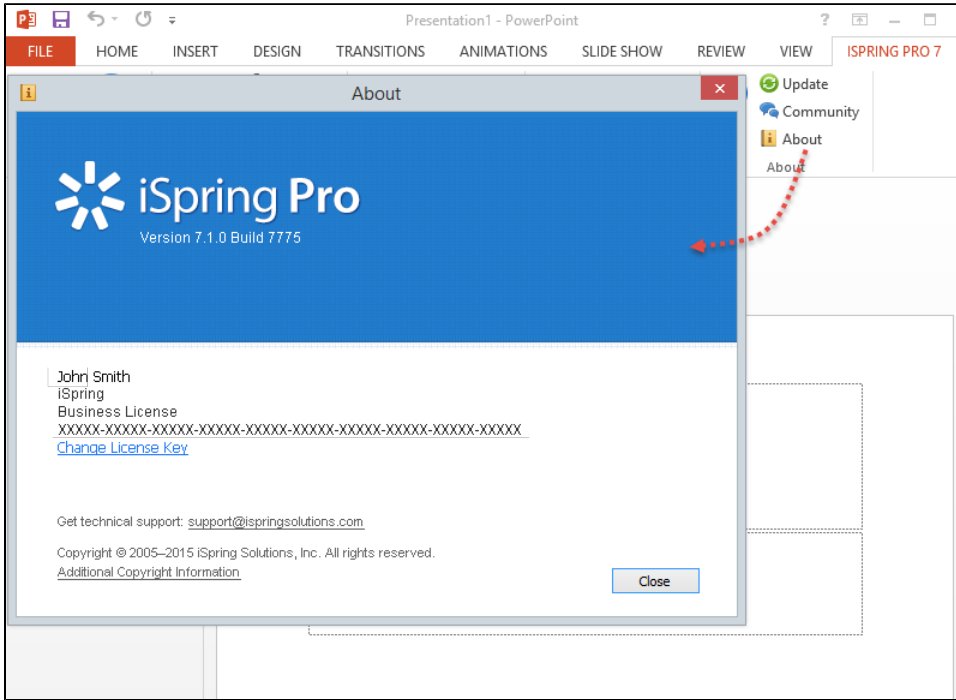 Presentation1 - PowerPoint
?
FILE HOME INSERT DESIGN TRANSITIONS ANIMATIONS SLIDE SHOW REVIEW VIEW ISPRING PRO 7
About
Update
Community
About
About
iSpring Pro
Version 7.1.0 Build 7775
John Smith
iSpring
Business License
XXXXX-XXXXX-XXXXX-XXXXX-XXXXX-XXXXX-XXXXX-XXXXX-XXXXX-XXXXX
Change License Key
Get technical support: support@ispringsolutions.com
Copyright © 2005–2015 iSpring Solutions, Inc. All rights reserved.
Additional Copyright Information
Close